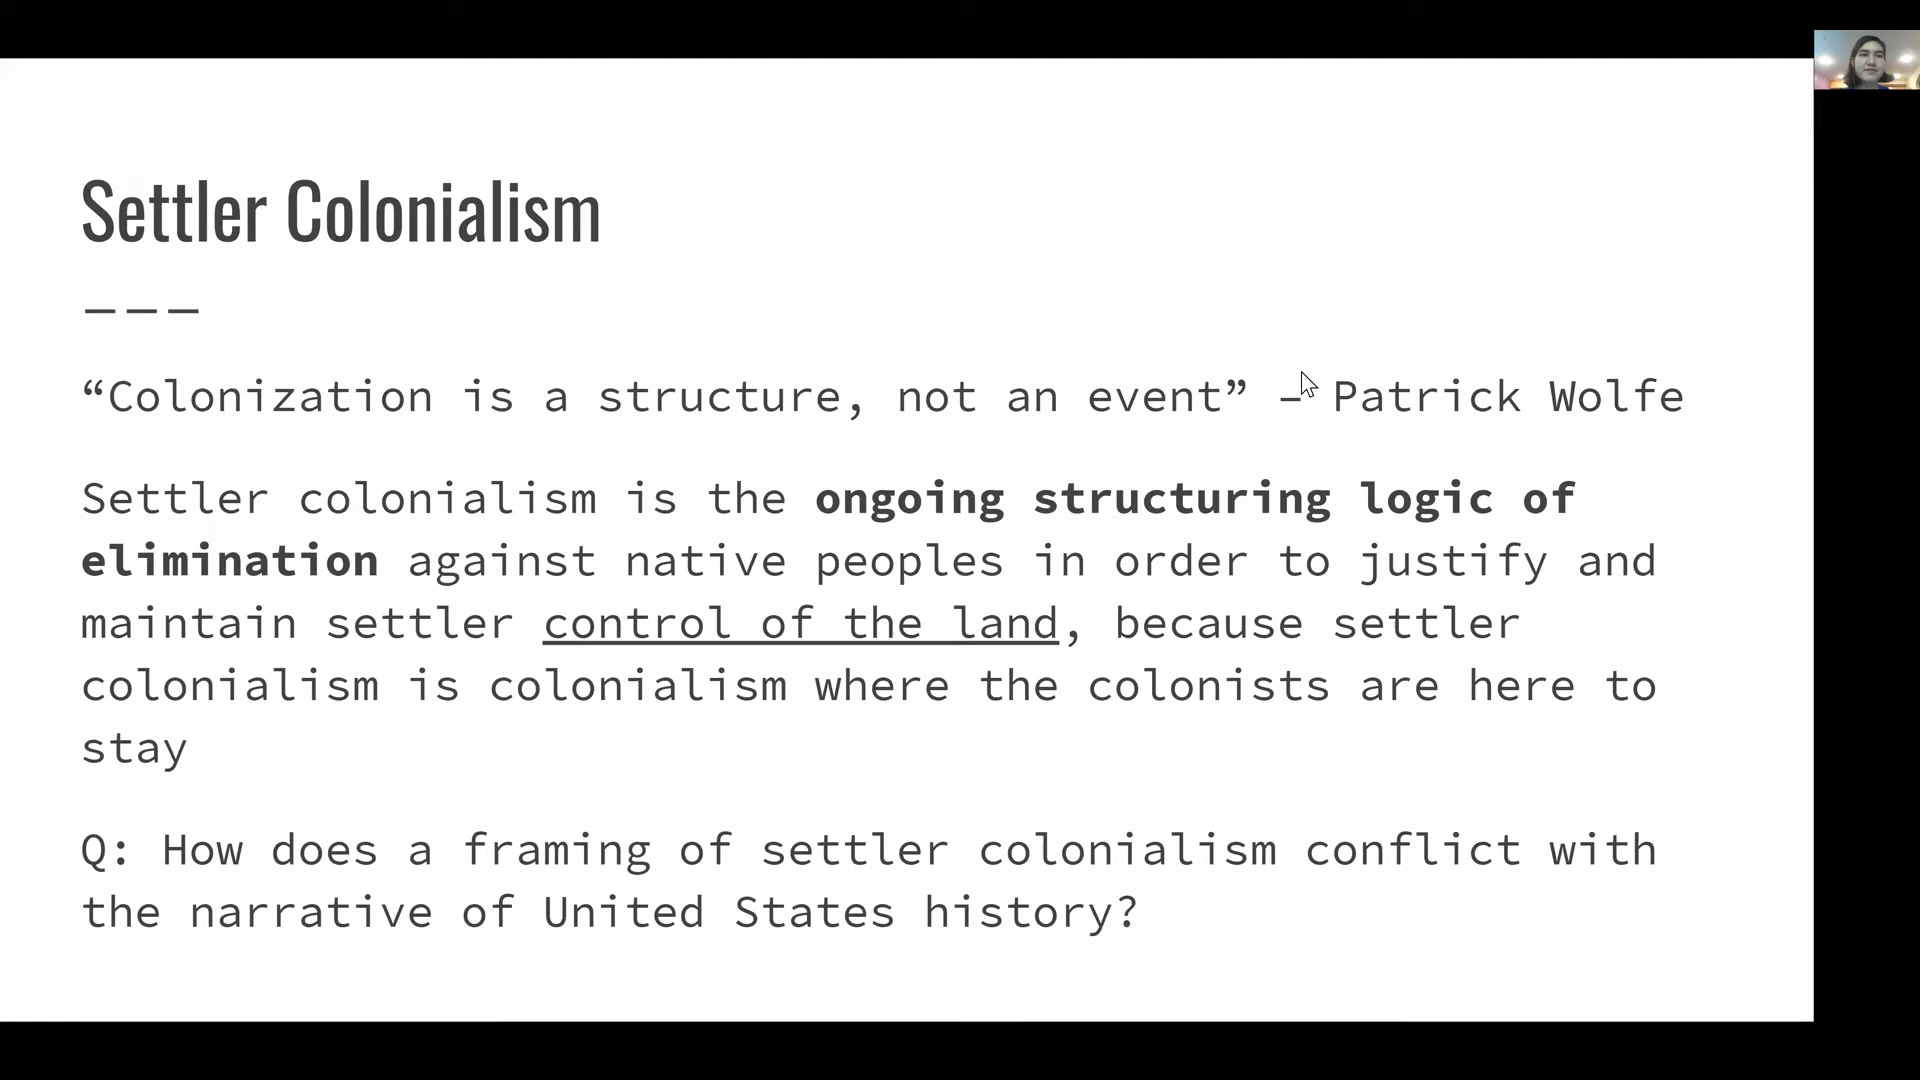 Settler Colonialism
———
“Colonization is a structure, not an event” – Patrick Wolfe
Settler colonialism is the ongoing structuring logic of
elimination against native peoples in order to justify and
maintain settler control of the land, because settler
colonialism is colonialism where the colonists are here to
stay
Q: How does a framing of settler colonialism conflict with
the narrative of United States history?